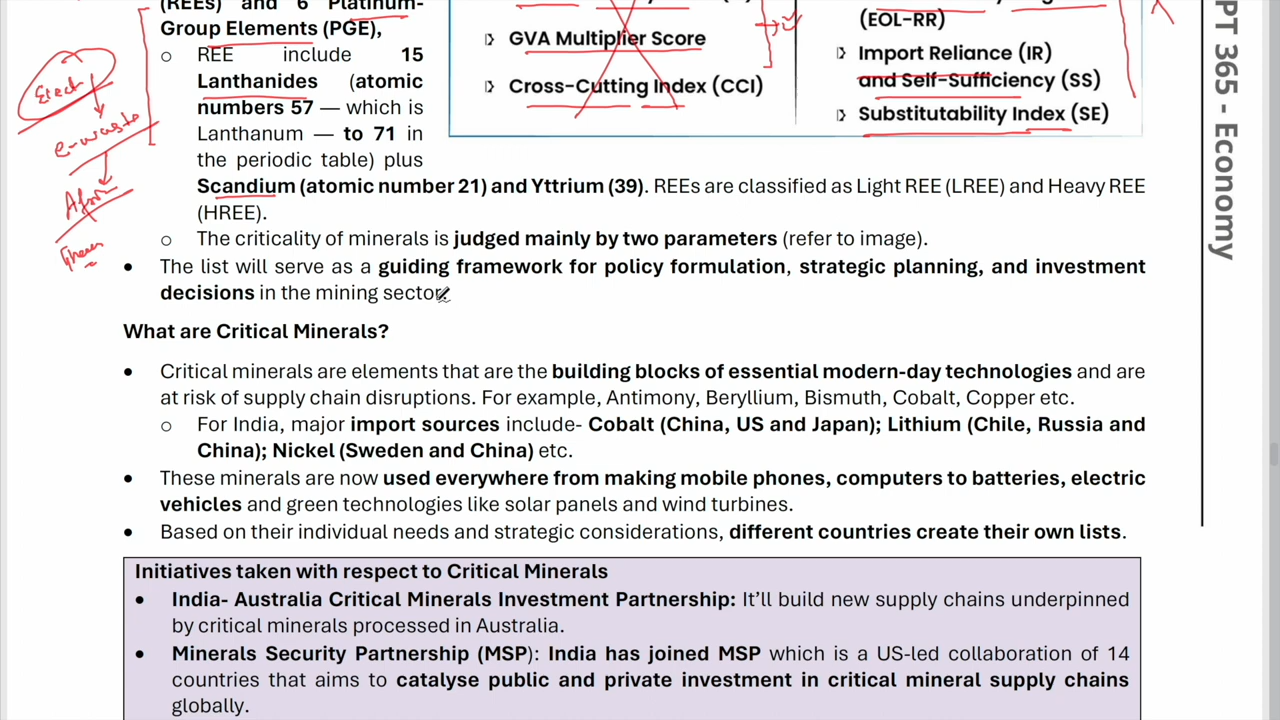 (REEs) and 6 Platinum-
Group Elements (PGE),
o REE include 15
Lanthanides (atomic
numbers 57 — which is
Lanthanum — to 71 in
the periodic table) plus
Scandium (atomic number 21) and Yttrium (39). REEs are classified as Light REE (LREE) and Heavy REE
(HREE).
GVA Multiplier Score
Cross-Cutting Index (CCI)
(EOL-RR)
Import Reliance (IR)
and Self-Sufficiency (SS)
Substitutability Index (SE)
o The criticality of minerals is judged mainly by two parameters (refer to image).
• The list will serve as a guiding framework for policy formulation, strategic planning, and investment
decisions in the mining sector.
What are Critical Minerals?
• Critical minerals are elements that are the building blocks of essential modern-day technologies and are
at risk of supply chain disruptions. For example, Antimony, Beryllium, Bismuth, Cobalt, Copper etc.
o For India, major import sources include- Cobalt (China, US and Japan); Lithium (Chile, Russia and
China); Nickel (Sweden and China) etc.
• These minerals are now used everywhere from making mobile phones, computers to batteries, electric
vehicles and green technologies like solar panels and wind turbines.
• Based on their individual needs and strategic considerations, different countries create their own lists.
Initiatives taken with respect to Critical Minerals
• India- Australia Critical Minerals Investment Partnership: It’ll build new supply chains underpinned
by critical minerals processed in Australia.
• Minerals Security Partnership (MSP): India has joined MSP which is a US-led collaboration of 14
countries that aims to catalyse public and private investment in critical mineral supply chains
globally.
PT 365 - Economy
e-waste